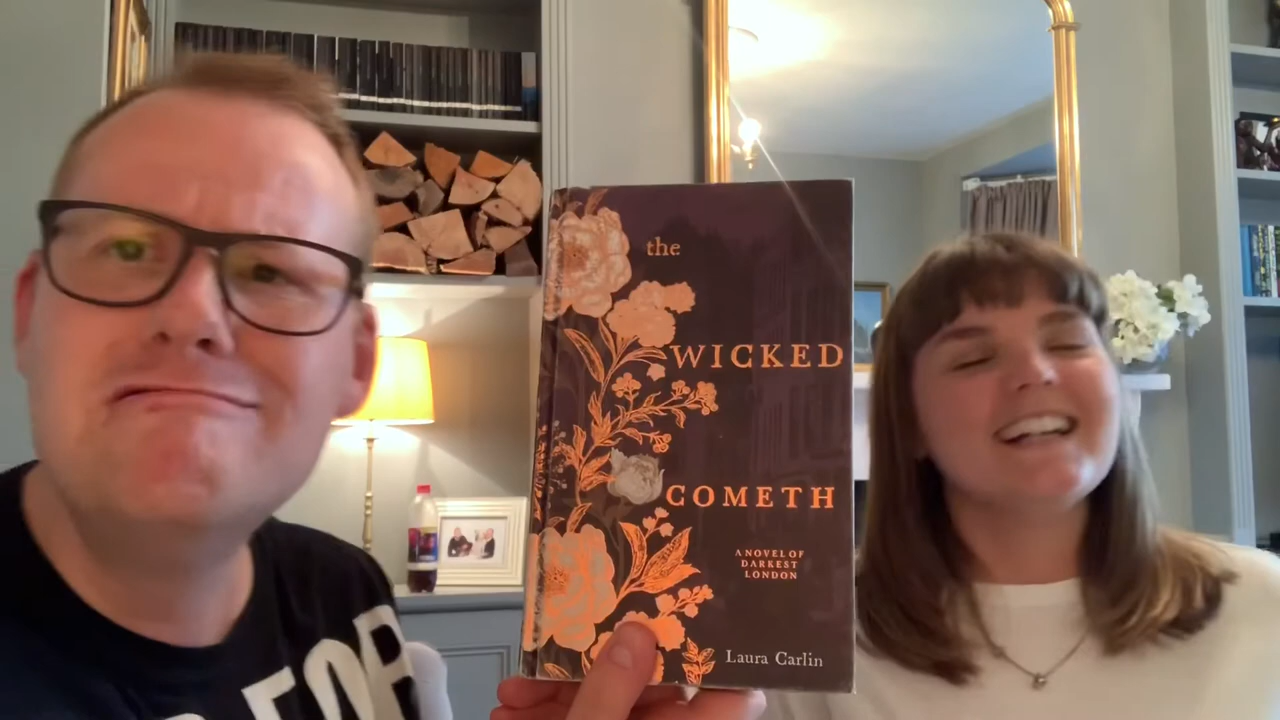 the
WICKED
COMETH
A NOVEL OF
DARKEST
LONDON
Laura Carlin